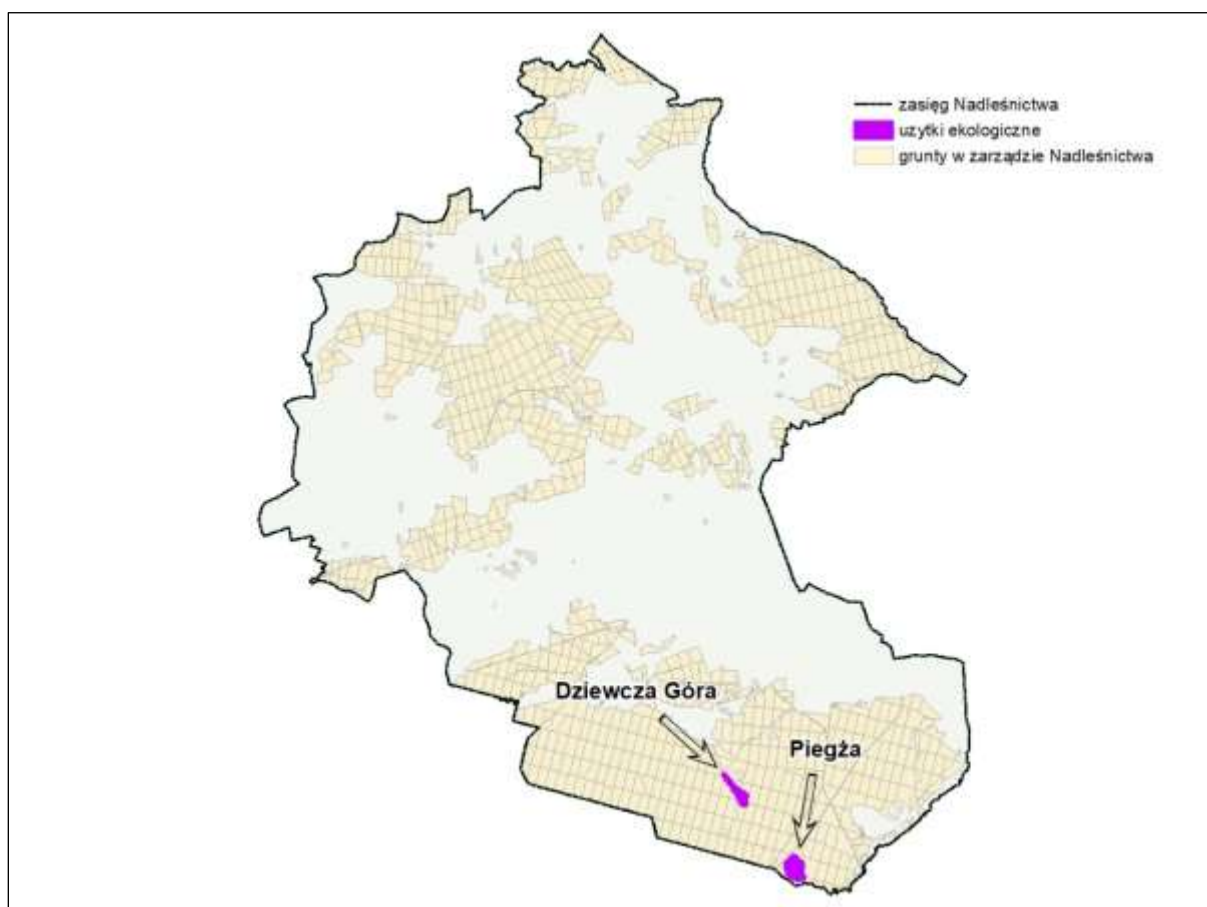 zasięg Nadleśnictwa
uzytki ekologiczne
grunty w zarządzie Nadleśnictwa
Dziewcza Góra
Piegża